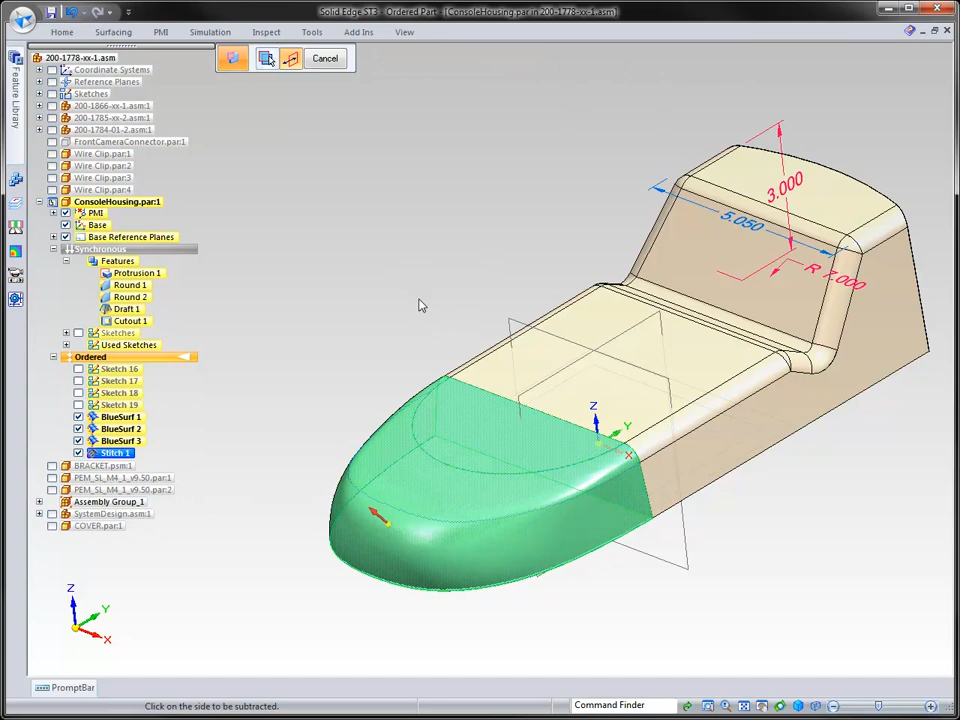 Solid Edge ST3 - Ordered Part - [ConsoleHousing.par in 200-1778-xx-1.asm]
Home
Surfacing
PMI
Simulation
Inspect
Tools
Add Ins
View
Cancel
Feature Library
200-1778-xx-1.asm
Coordinate Systems
Reference Planes
Sketches
200-1866-xx-1.asm:1
200-1785-xx-2.asm:1
200-1784-01-2.asm:1
FrontCameraConnector.par:1
Wire Clip.par:1
Wire Clip.par:2
Wire Clip.par:3
Wire Clip.par:4
ConsoleHousing.par:1
PMI
Base
Base Reference Planes
Synchronous
Features
Protrusion 1
Round 1
Round 2
Draft 1
Cutout 1
Sketches
Used Sketches
Ordered
Sketch 16
Sketch 17
Sketch 18
Sketch 19
BlueSurf 1
BlueSurf 2
BlueSurf 3
Stitch 1
BRACKET.psm:1
PEM_SL_M4_1_v9.50.par:1
PEM_SL_M4_1_v9.50.par:2
Assembly Group_1
SystemDesign.asm:1
COVER.par:1
3.000
5.050
R 7.000
Z
Y
X
Z
Y
X
PromptBar
Click on the side to be subtracted.
Command Finder